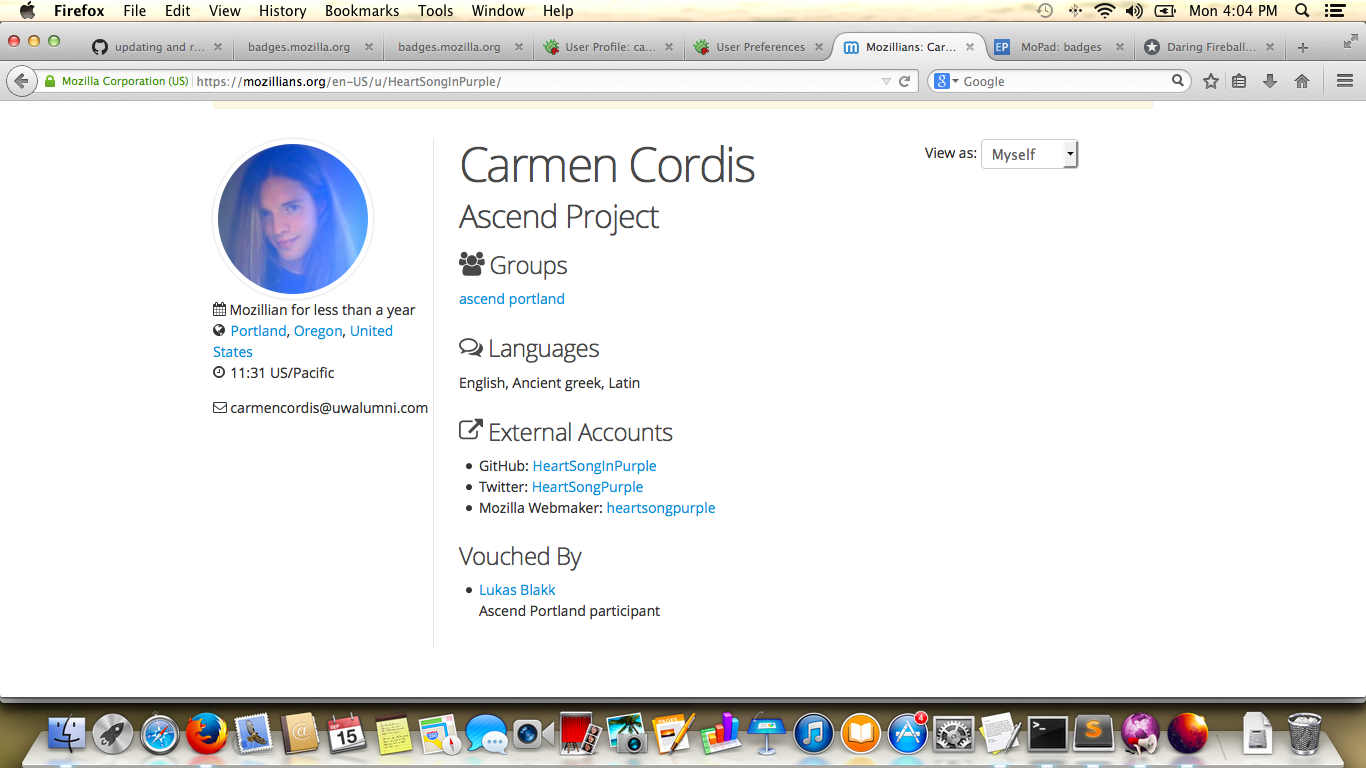 Firefox File Edit View History Bookmarks Tools Window Help Mon 4:04 PM
updating and r... badges.mozilla.org badges.mozilla.org User Profile: ca... User Preferences Mozillians: Car... EP MoPad: badges Daring Fireball...
Mozilla Corporation (US) https://mozillians.org/en-US/u/HeartSongInPurple/ 8 Google
Carmen Cordis
View as: Myself
Ascend Project
Groups
ascend portland
Mozillian for less than a year
Portland, Oregon, United
States
11:31 US/Pacific
carmencordis@uwalumni.com
Languages
English, Ancient greek, Latin
External Accounts
GitHub: HeartSongInPurple
Twitter: HeartSongPurple
Mozilla Webmaker: heartsongpurple
Vouched By
Lukas Blakk
Ascend Portland participant
SEP
15
PAGES
4
S